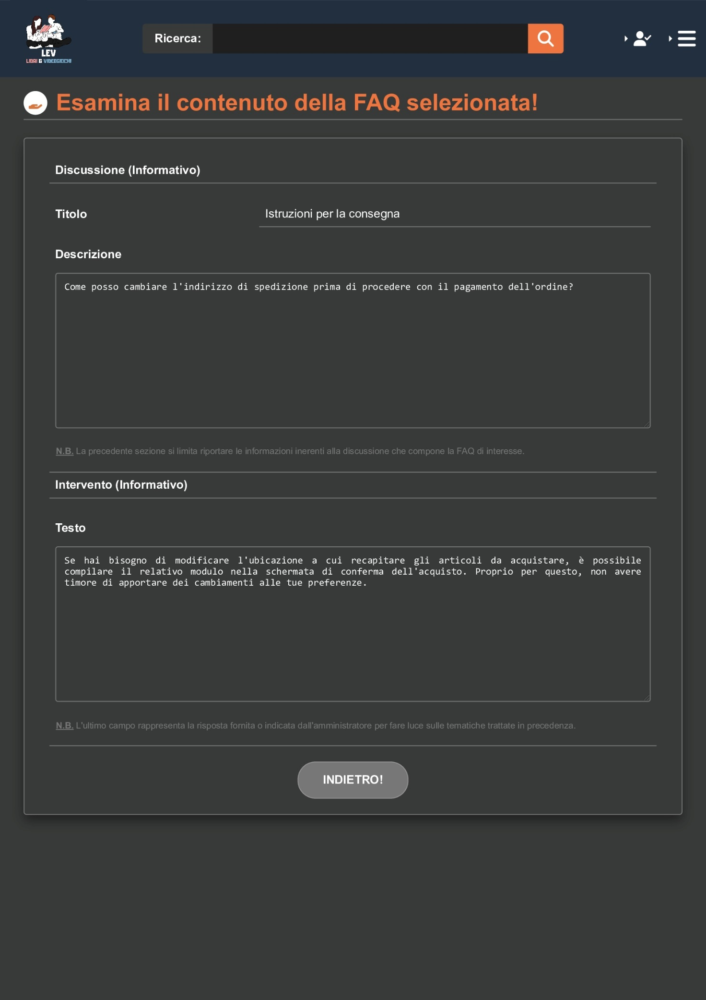 LEV
LIBRI & VIDEOGIOCHI
Ricerca:
Esamina il contenuto della FAQ selezionata!
Discussione (Informativo)
Titolo
Istruzioni per la consegna
Descrizione
Come posso cambiare l'indirizzo di spedizione prima di procedere con il pagamento dell'ordine?
N.B. La precedente sezione si limita riportare le informazioni inerenti alla discussione che compone la FAQ di interesse.
Intervento (Informativo)
Testo
Se hai bisogno di modificare l'ubicazione a cui recapitare gli articoli da acquistare, è possibile
compilare il relativo modulo nella schermata di conferma dell'acquisto. Proprio per questo, non avere
timore di apportare dei cambiamenti alle tue preferenze.
N.B. L'ultimo campo rappresenta la risposta fornita o indicata dall'amministratore per fare luce sulle tematiche trattate in precedenza.
INDIETRO!